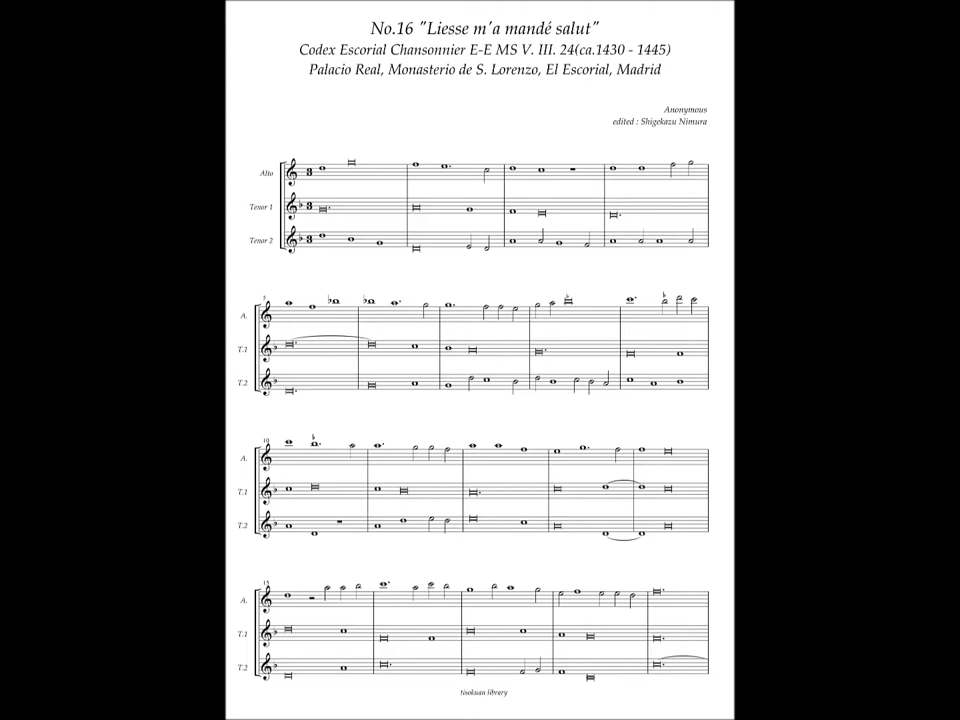 No.16 "Liesse m'a mandé salut"
Codex Escorial Chansonnier E-E MS V. III. 24(ca.1430 - 1445)
Palacio Real, Monasterio de S. Lorenzo, El Escorial, Madrid
Anonymous
edited : Shigekazu Nimura
Alto
Tenor 1
Tenor 2
5
A.
T.1
T.2
10
A.
T.1
T.2
15
A.
T.1
T.2
tisokuan library